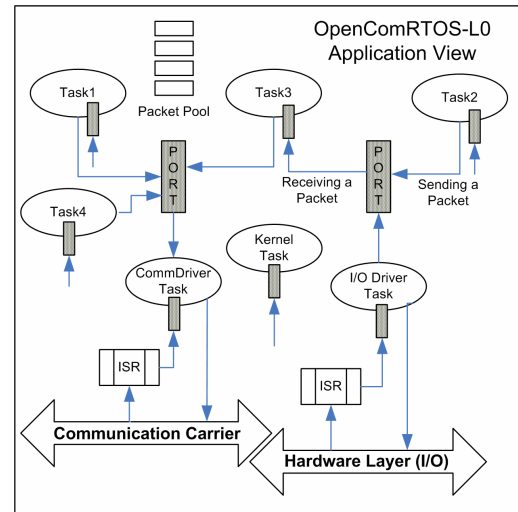 OpenComRTOS-L0
Application View
Task1
Packet Pool
Task3
Task2
P
O
R
T
P
O
R
T
Receiving a
Packet
Sending a
Packet
Task4
Kernel
Task
CommDriver
Task
I/O Driver
Task
ISR
ISR
Communication Carrier
Hardware Layer (I/O)